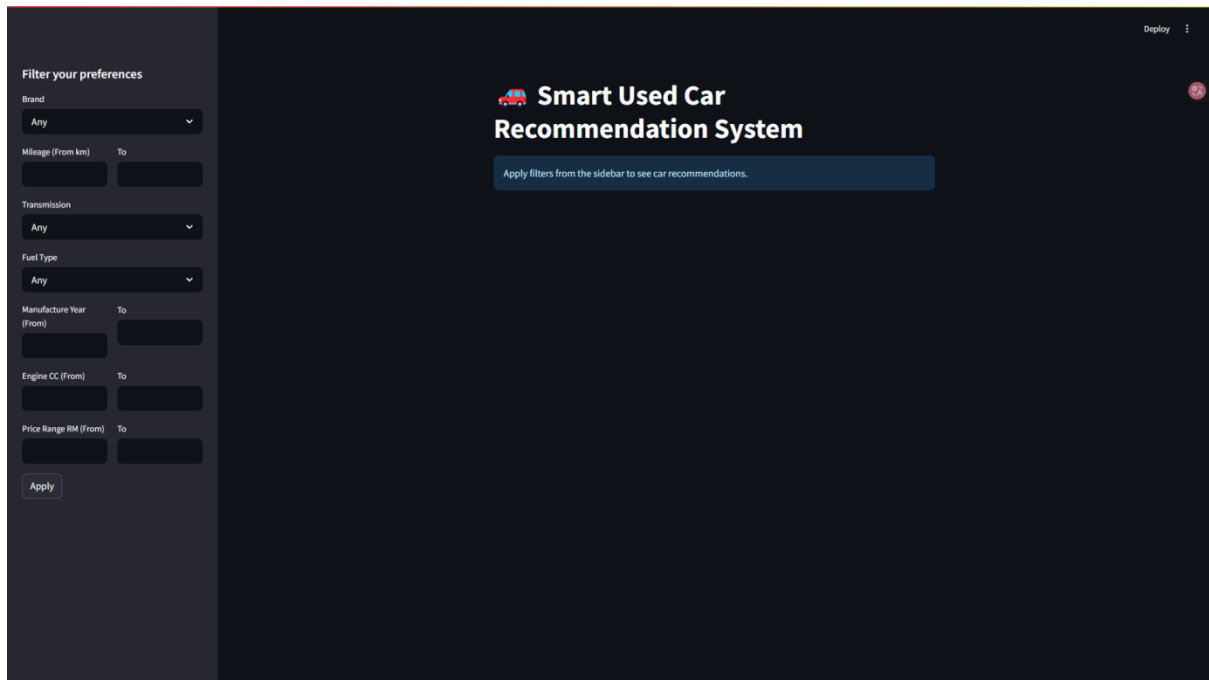 Deploy
Filter your preferences
Brand
Any
Mileage (From km) To
Transmission
Any
Fuel Type
Any
Manufacture Year
(From)
To
Engine CC (From) To
Price Range RM (From) To
Apply
🚗 Smart Used Car
Recommendation System
Apply filters from the sidebar to see car recommendations.